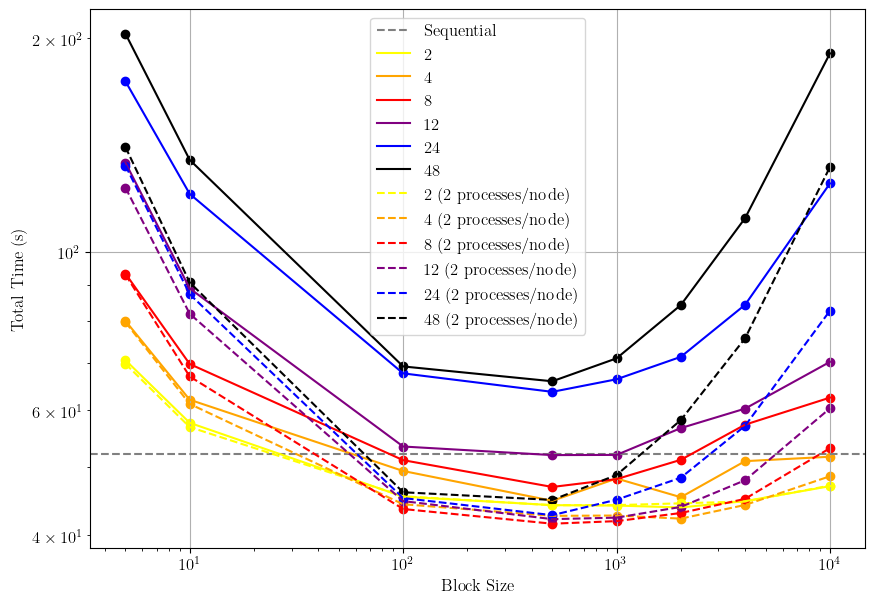 2 × 10²
10²
6 × 10¹
4 × 10¹
Total Time (s)
Sequential
2
4
8
12
24
48
2 (2 processes/node)
4 (2 processes/node)
8 (2 processes/node)
12 (2 processes/node)
24 (2 processes/node)
48 (2 processes/node)
10¹ 10² 10³ 10⁴
Block Size